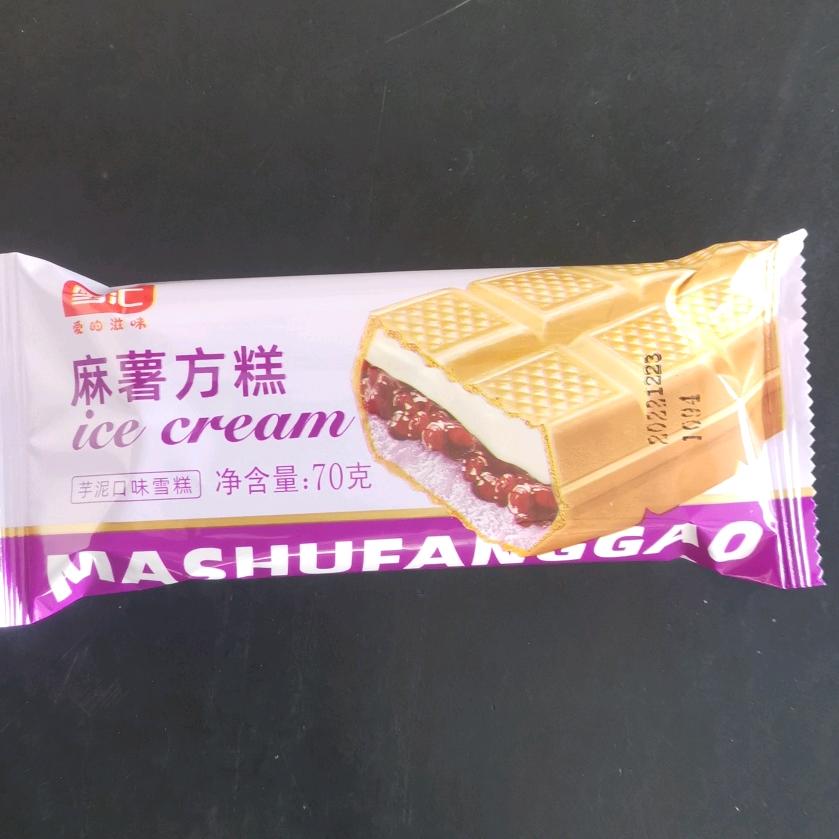 爱的滋味
麻薯方糕
ice cream
芋泥口味雪糕
净含量:70克
MASHUFANGGAO
20221223
1094